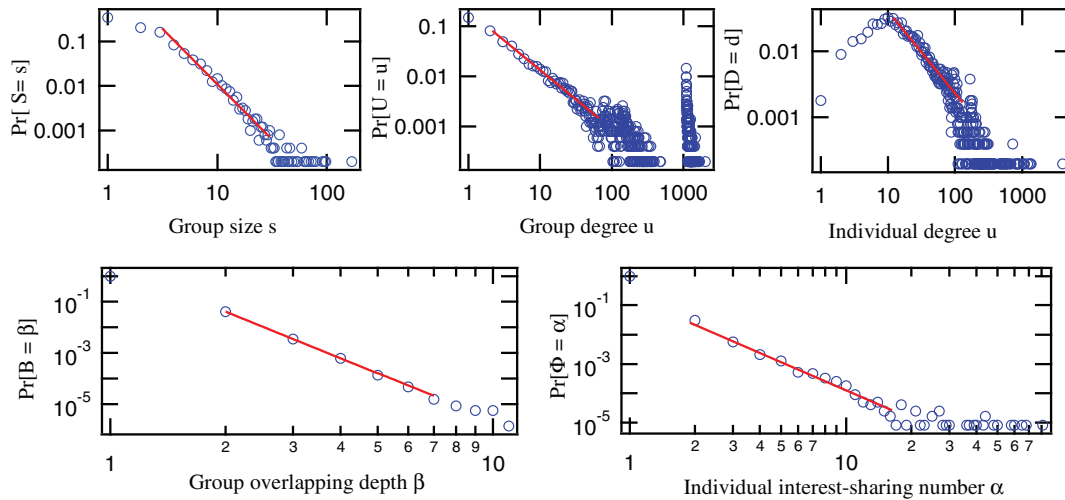 Pr[ S= s]
0.1
0.01
0.001
1 10 100
Group size s
Pr[U = u]
0.1
0.01
0.001
1 10 100 1000
Group degree u
Pr[D = d]
0.01
0.001
1 10 100 1000
Individual degree u
Pr[B = β]
10-1
10-3
10-5
2 3 4 5 6 7 8 9
1 10
Group overlapping depth β
Pr[Φ = α]
10-1
10-3
10-5
2 3 4 5 6 7 2 3 4 5 6 7
1 10
Individual interest-sharing number α